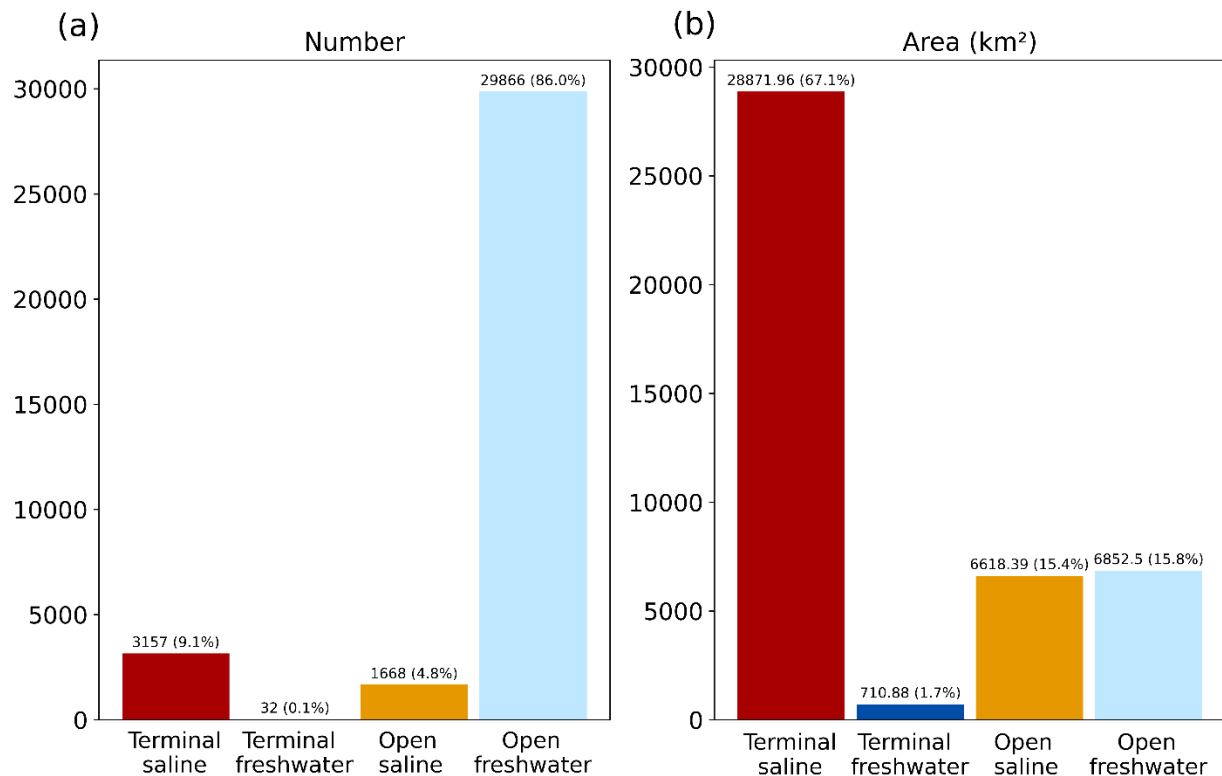 (a)
Number
30000
25000
20000
15000
10000
5000
0
29866 (86.0%)
3157 (9.1%)
32 (0.1%)
1668 (4.8%)
Terminal
saline
Terminal
freshwater
Open
saline
Open
freshwater
(b)
Area (km²)
30000
25000
20000
15000
10000
5000
0
28871.96 (67.1%)
710.88 (1.7%)
6618.39 (15.4%)
6852.5 (15.8%)
Terminal
saline
Terminal
freshwater
Open
saline
Open
freshwater